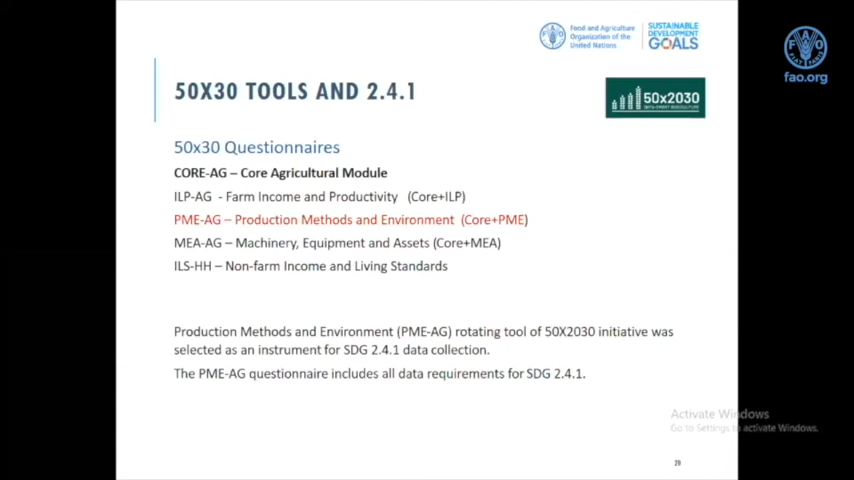 Food and Agriculture
Organization of the
United Nations
SUSTAINABLE
DEVELOPMENT
GOALS
FAO
FIAT PANIS
fao.org
50X30 TOOLS AND 2.4.1
50x2030
50x30 Questionnaires
CORE-AG – Core Agricultural Module
ILP-AG - Farm Income and Productivity (Core+ILP)
PME-AG – Production Methods and Environment (Core+PME)
MEA-AG – Machinery, Equipment and Assets (Core+MEA)
ILS-HH – Non-farm Income and Living Standards
Production Methods and Environment (PME-AG) rotating tool of 50X2030 initiative was
selected as an instrument for SDG 2.4.1 data collection.
The PME-AG questionnaire includes all data requirements for SDG 2.4.1.
Activate Windows
Go to Settings to activate Windows.
29